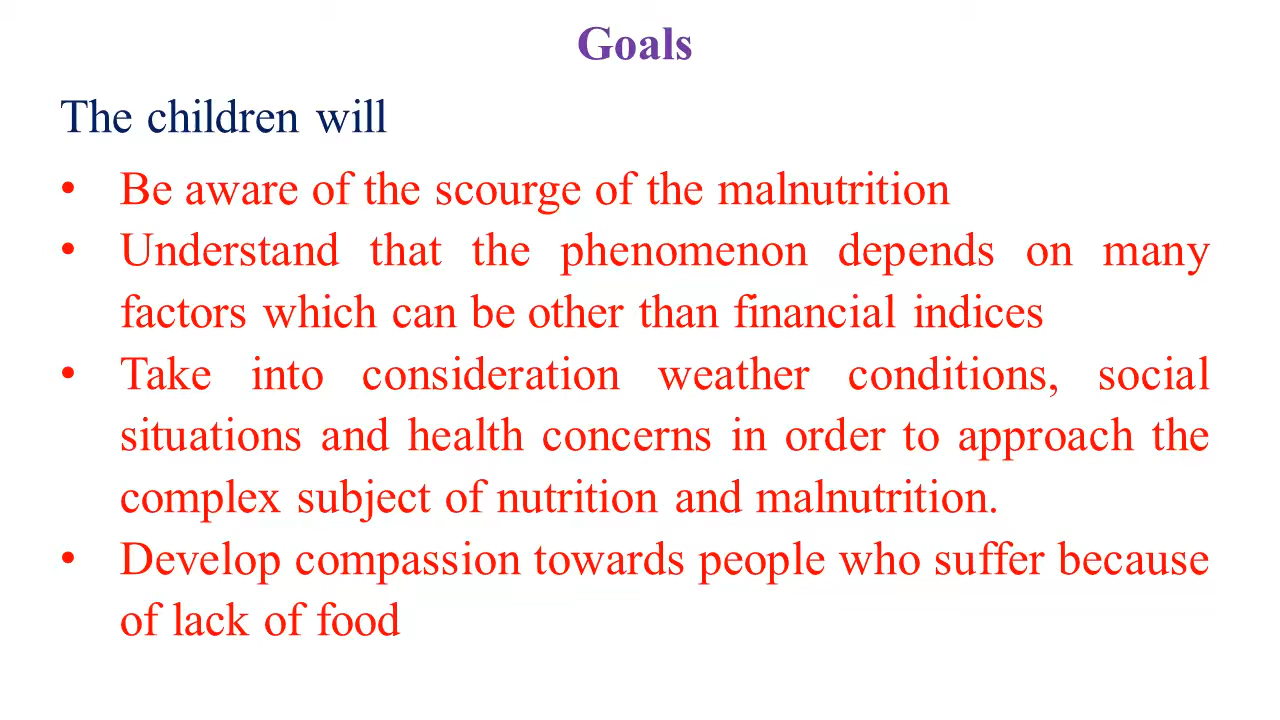 Goals
The children will
• Be aware of the scourge of the malnutrition
• Understand that the phenomenon depends on many
factors which can be other than financial indices
• Take into consideration weather conditions, social
situations and health concerns in order to approach the
complex subject of nutrition and malnutrition.
• Develop compassion towards people who suffer because
of lack of food